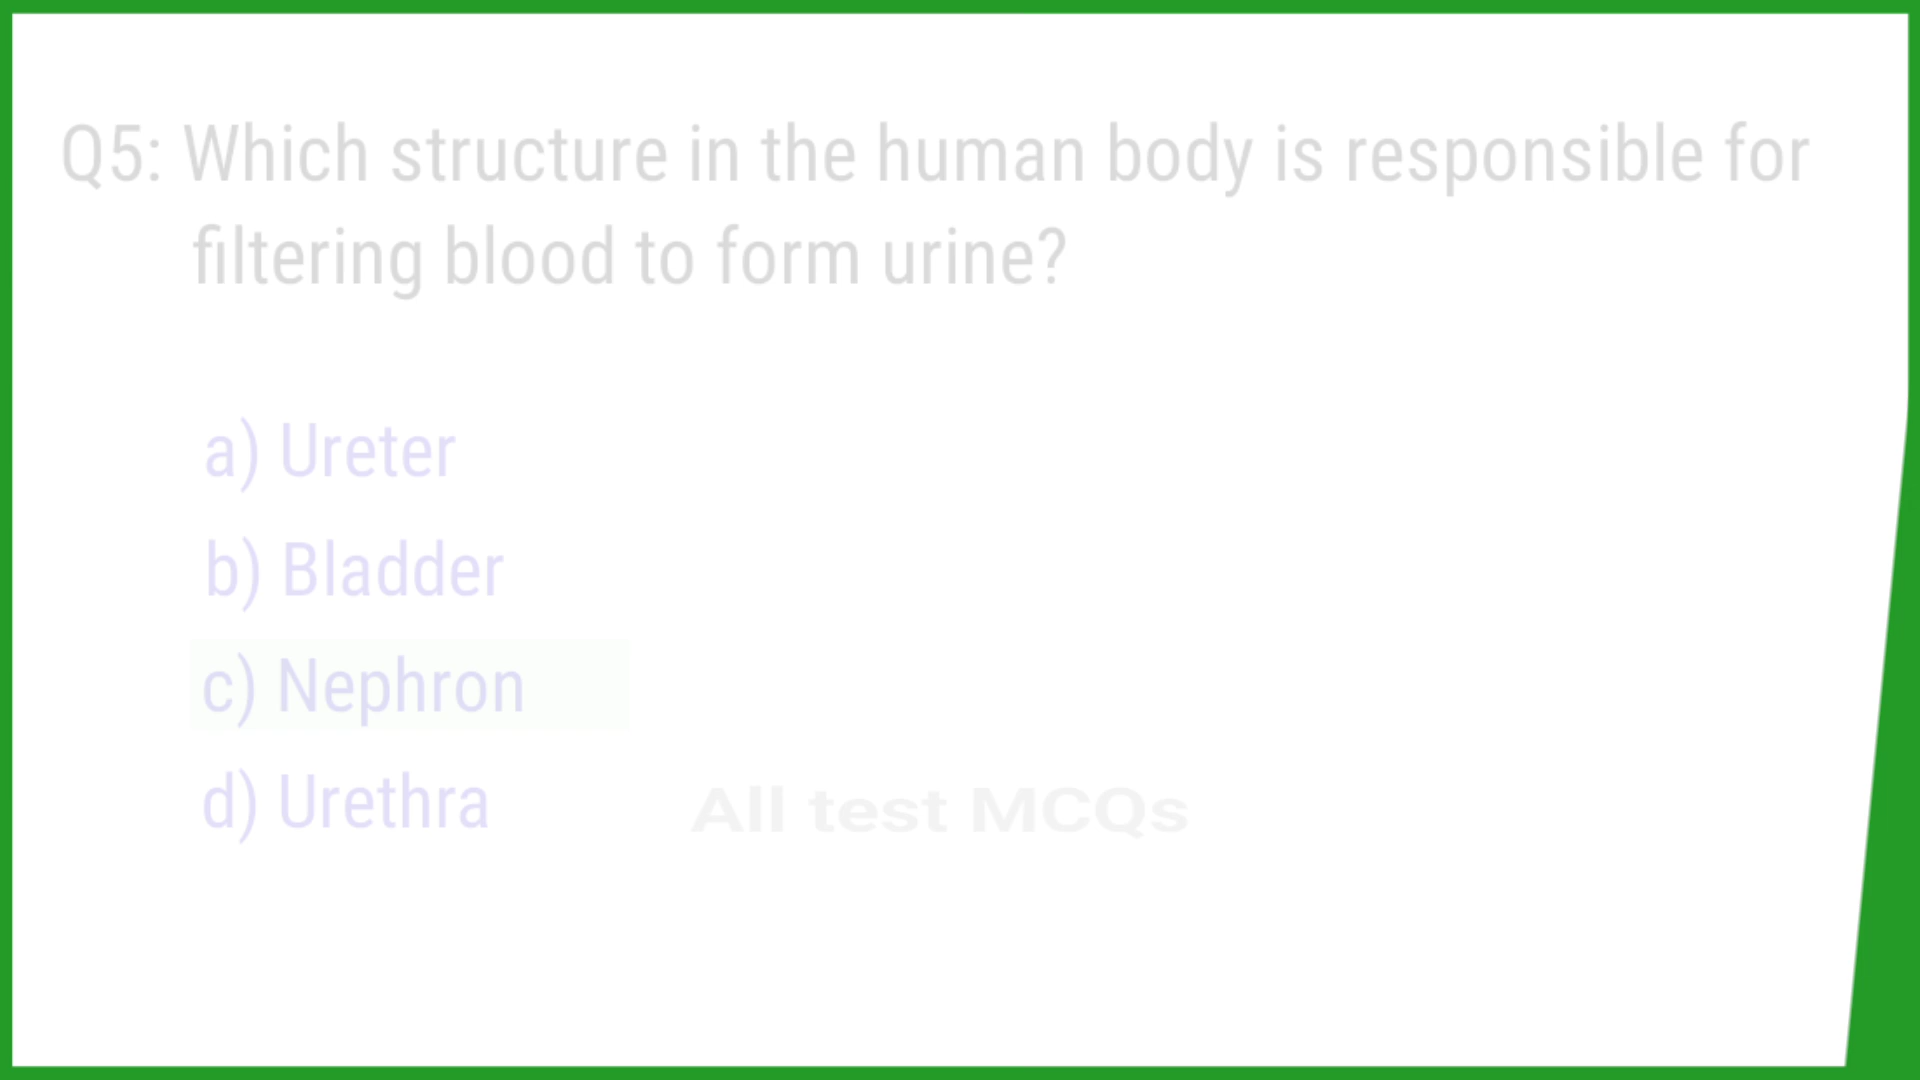 Q5: Which structure in the human body is responsible for
filtering blood to form urine?
a) Ureter
b) Bladder
c) Nephron
d) Urethra
All test MCQs